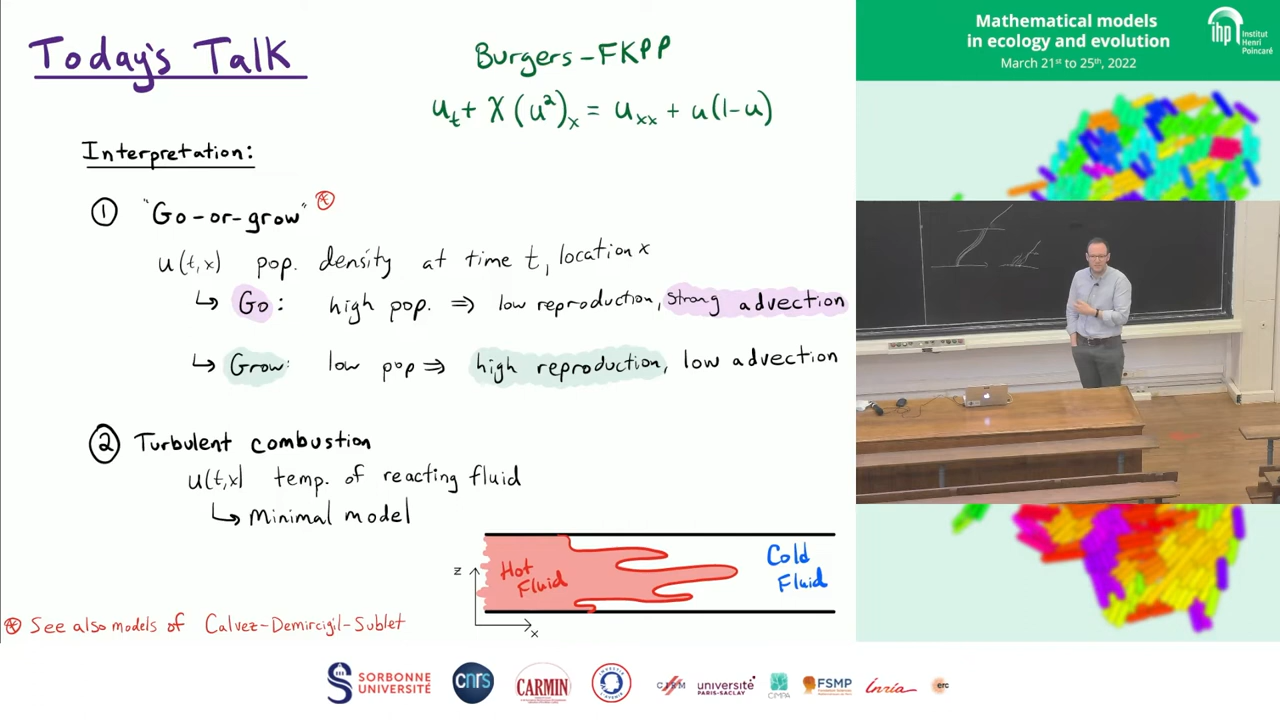 Today's Talk
Burgers-FKPP
u_t + χ(u²)_x = u_xx + u(1-u)
Interpretation:
① "Go-or-grow" ⊛
u(t,x) pop. density at time t, location x
↳ Go: high pop. ⇒ low reproduction, strong advection
↳ Grow: low pop ⇒ high reproduction, low advection
② Turbulent combustion
u(t,x) temp. of reacting fluid
↳ Minimal model
Hot
Fluid
Cold
Fluid
z
x
⊛ See also models of Calvez-Demircigil-Sublet
Mathematical models
in ecology and evolution
March 21st to 25th, 2022
ihp
Institut
Henri
Poincaré
SORBONNE
UNIVERSITÉ
cnrs
CARMIN
CIRM
université
PARIS-SACLAY
CIMPA
FSMP
Inria
erc